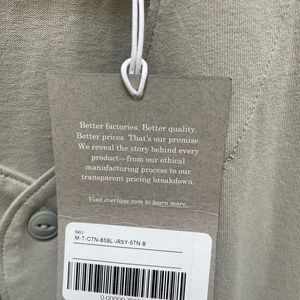 Better factories. Better quality.
Better prices. That's our promise.
We reveal the story behind every
product—from our ethical
manufacturing process to our
transparent pricing breakdown.
Visit everlane.com to learn more.
SKU:
M-T-CTN-BSBL-JRSY-STN-B